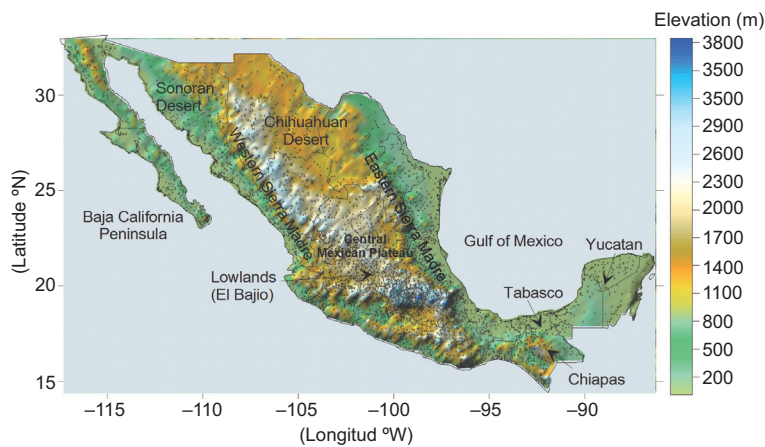 Elevation (m)
3800
3300
3500
2900
2600
2300
2000
1700
1400
1100
800
500
200
30
25
20
15
(Latitude ºN)
Sonoran
Desert
Chihuahuan
Desert
Western Sierra Madre
Eastern Sierra Madre
Baja California
Peninsula
Central
Mexican Plateau
Gulf of Mexico
Yucatan
Lowlands
(El Bajio)
Tabasco
Chiapas
–115
–110
–105
–100
–95
–90
(Longitud ºW)